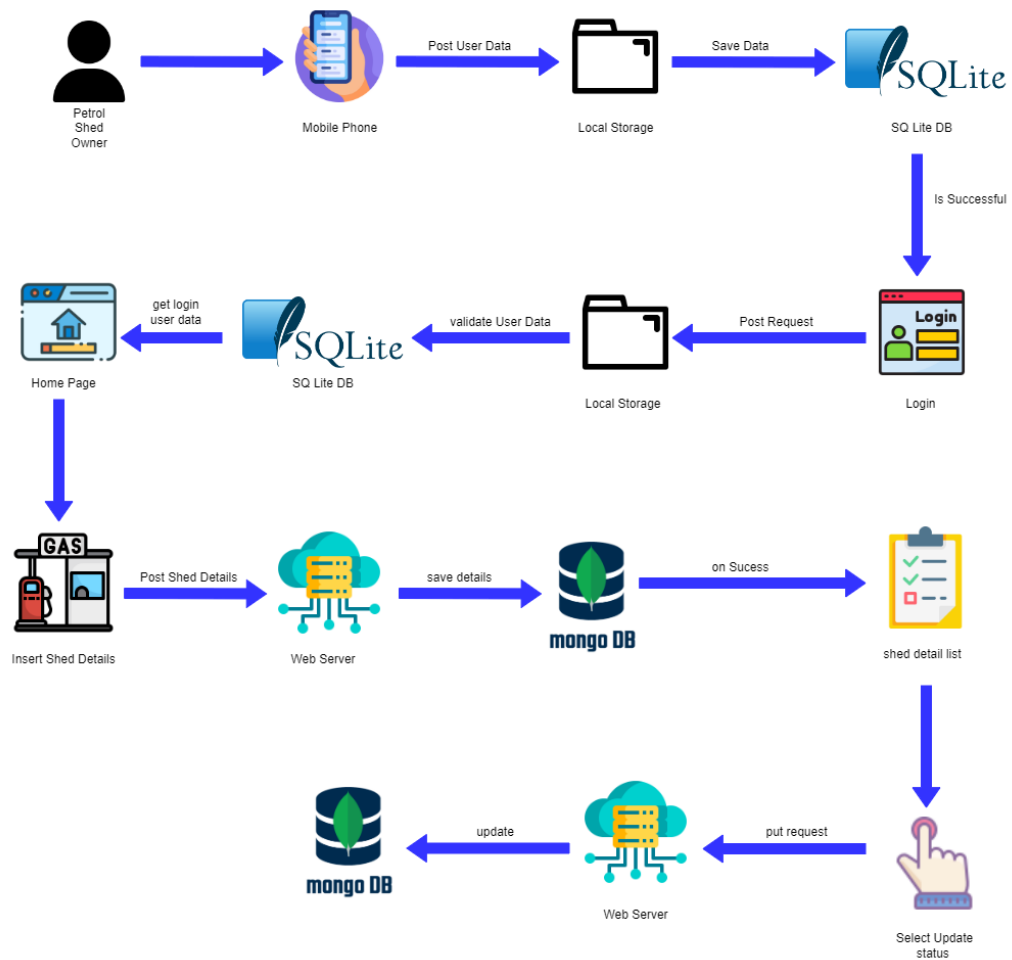 Post User Data
Save Data
SQLite
Petrol
Shed
Owner
Mobile Phone
Local Storage
SQ Lite DB
Is Successful
get login
user data
validate User Data
Post Request
Login
SQLite
Home Page
SQ Lite DB
Local Storage
Login
GAS
Post Shed Details
save details
on Sucess
mongo DB
Insert Shed Details
Web Server
shed detail list
update
put request
mongo DB
Web Server
Select Update
status